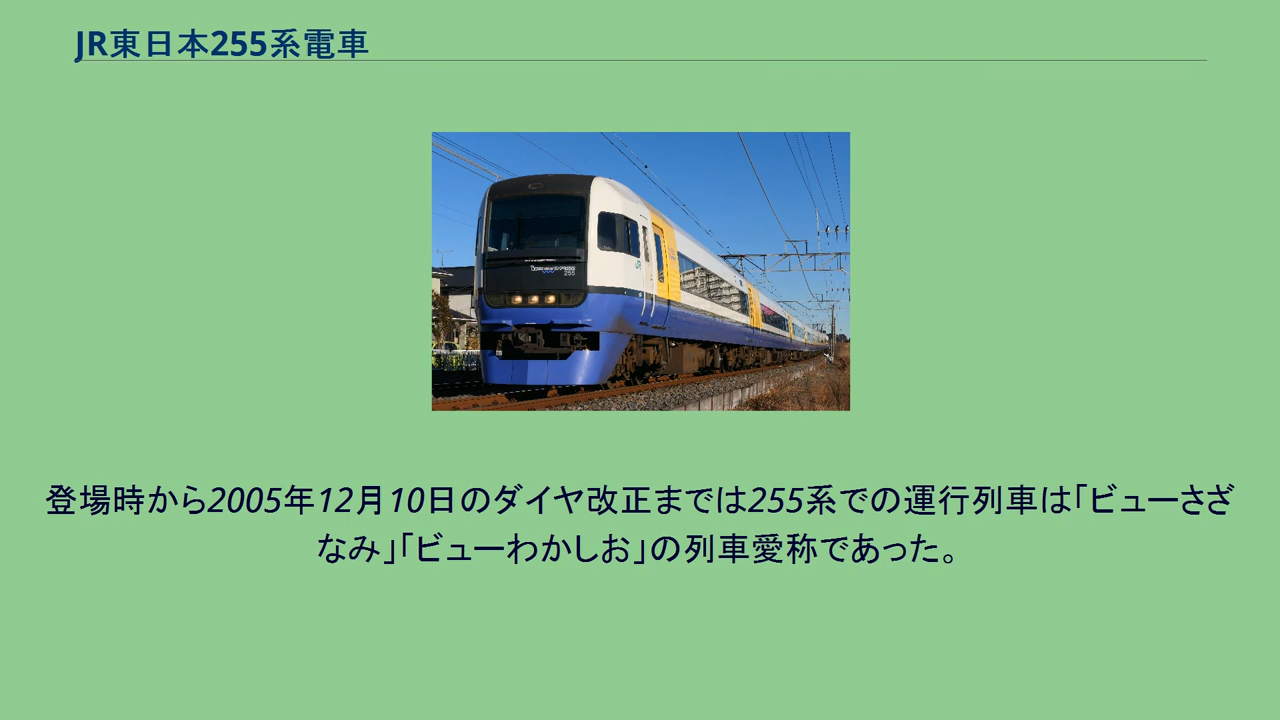 JR東日本255系電車
JR
255
登場時から2005年12月10日のダイヤ改正までは255系での運行列車は「ビューさざ
なみ」「ビューわかしお」の列車愛称であった。